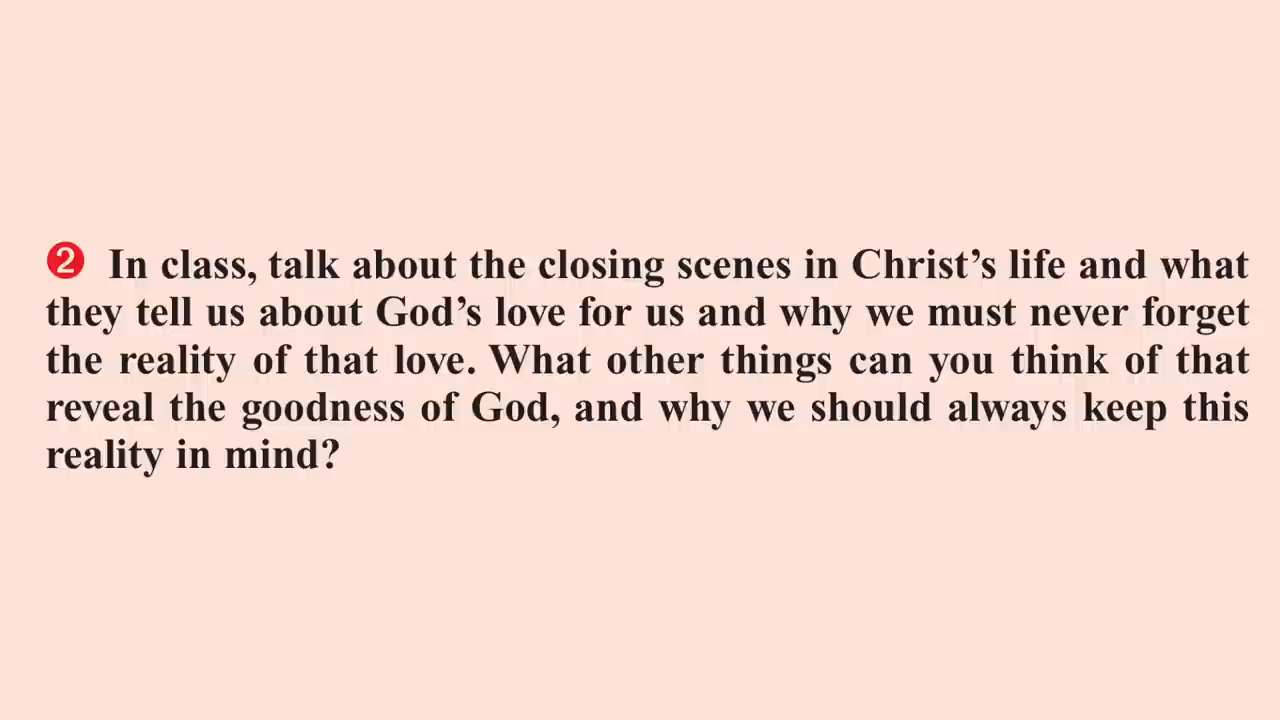 ❷ In class, talk about the closing scenes in Christ’s life and what
they tell us about God’s love for us and why we must never forget
the reality of that love. What other things can you think of that
reveal the goodness of God, and why we should always keep this
reality in mind?